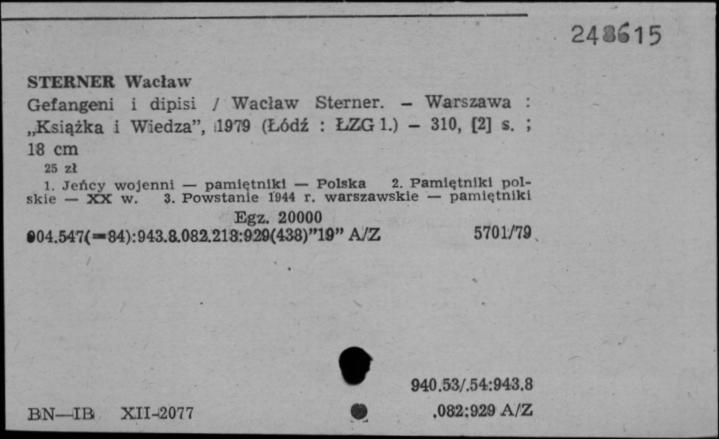 248615
STERNER Wacław
Gefangeni i dipisi / Wacław Sterner. — Warszawa :
„Książka i Wiedza”, 1979 (Łódź : ŁZG 1.) — 310, [2] s. ;
18 cm
25 zł
1. Jeńcy wojenni — pamiętniki — Polska 2. Pamiętniki pol-
skie — XX w. 3. Powstanie 1944 r. warszawskie — pamiętniki
Egz. 20000
904.547(=84):943.8.082.218:929(438)”19” A/Z 5701/79
940.53/.54:943.8
BN—IB XII-2077 .082:929 A/Z